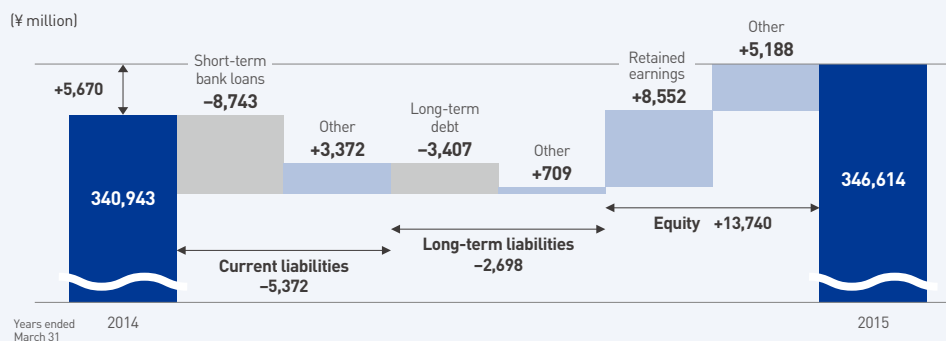 (¥ million)
+5,670
340,943
Short-term
bank loans
−8,743
Other
+3,372
Current liabilities
−5,372
Long-term
debt
−3,407
Other
+709
Long-term liabilities
−2,698
Retained
earnings
+8,552
Other
+5,188
Equity +13,740
346,614
Years ended
March 31
2014
2015